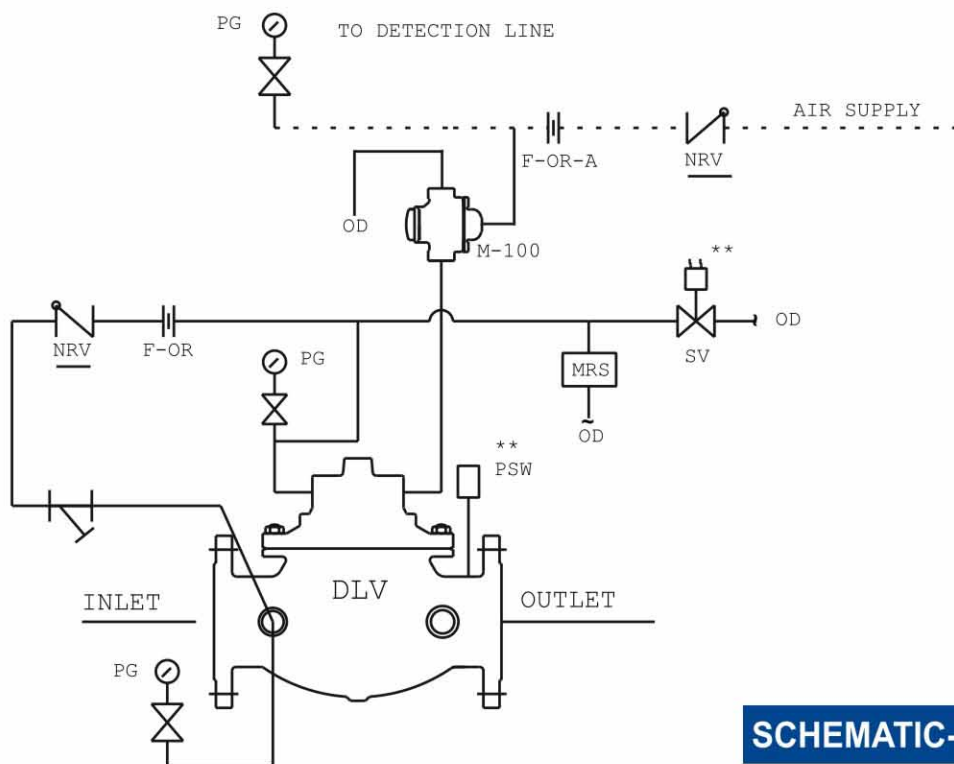 PG
TO DETECTION LINE
AIR SUPPLY
F-OR-A
NRV
OD
M-100
**
NRV
F-OR
PG
SV
OD
MRS
OD
**
PSW
DLV
INLET
OUTLET
PG
SCHEMATIC-